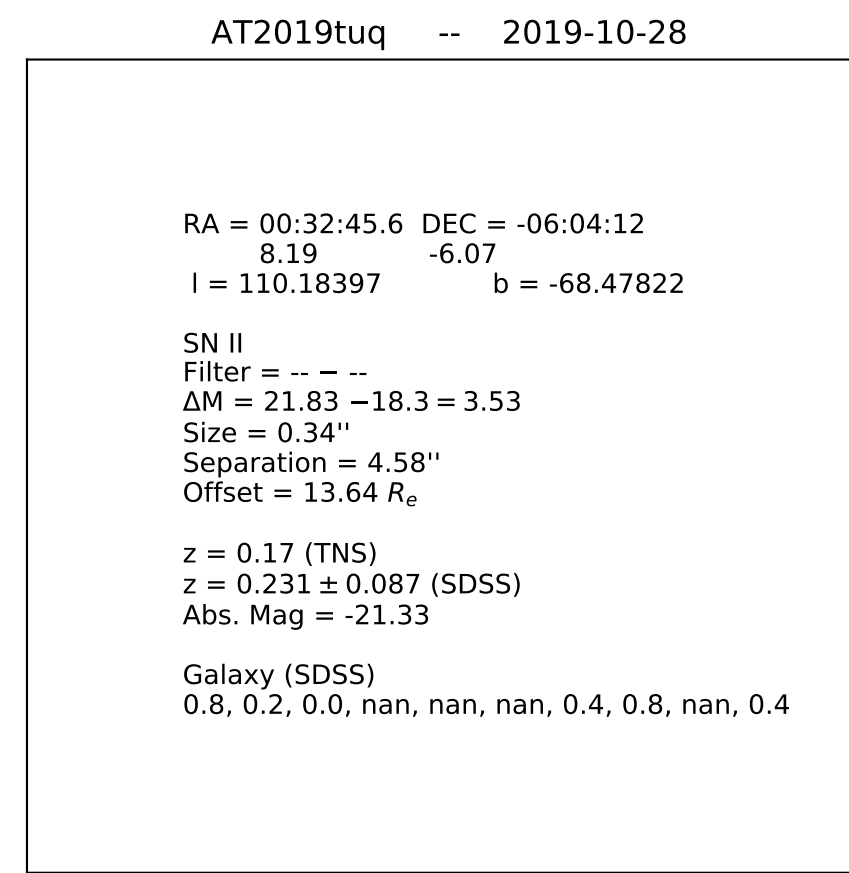 AT2019tuq -- 2019-10-28
RA = 00:32:45.6 DEC = -06:04:12
8.19 -6.07
l = 110.18397 b = -68.47822
SN II
Filter = -- − --
ΔM = 21.83 −18.3 = 3.53
Size = 0.34''
Separation = 4.58''
Offset = 13.64 Rₑ
z = 0.17 (TNS)
z = 0.231 ± 0.087 (SDSS)
Abs. Mag = -21.33
Galaxy (SDSS)
0.8, 0.2, 0.0, nan, nan, nan, 0.4, 0.8, nan, 0.4